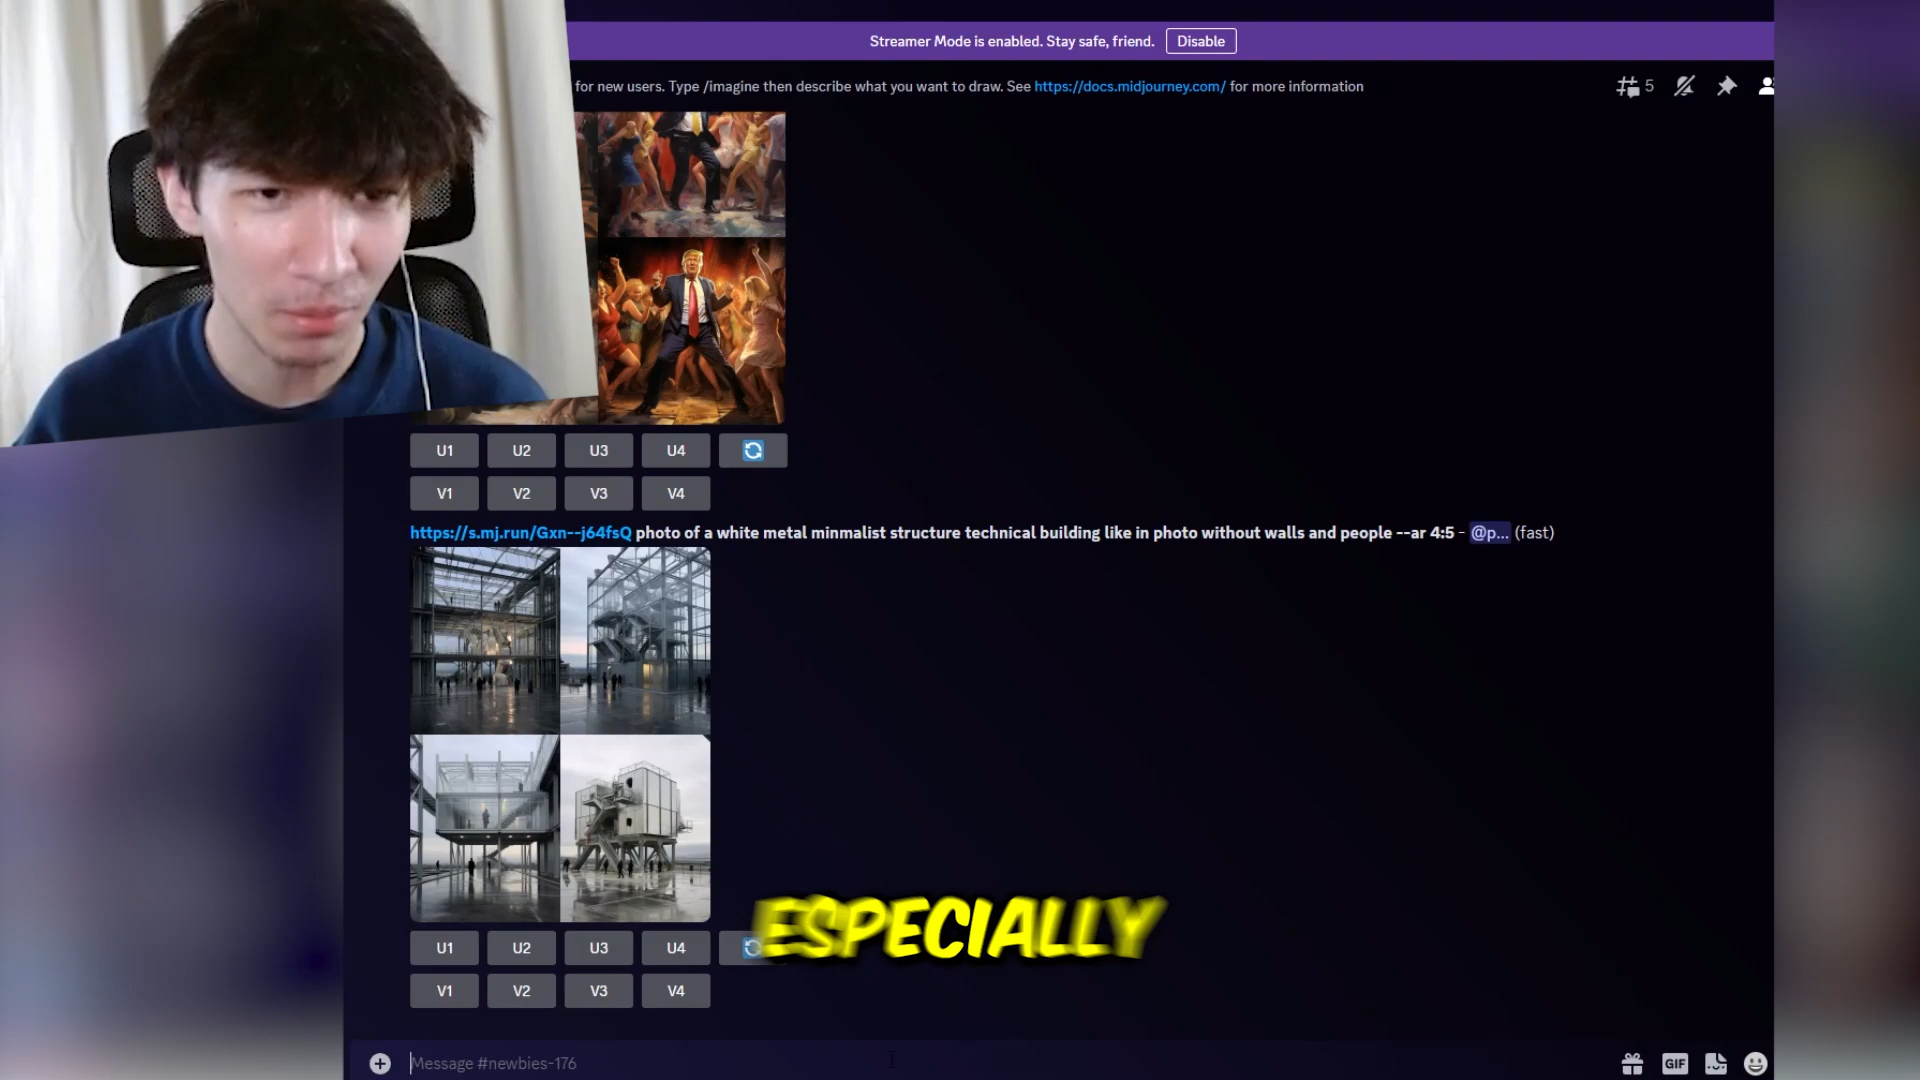 Streamer Mode is enabled. Stay safe, friend. Disable
for new users. Type /imagine then describe what you want to draw. See https://docs.midjourney.com/ for more information
5
U1 U2 U3 U4
V1 V2 V3 V4
https://s.mj.run/Gxn--j64fsQ photo of a white metal minmalist structure technical building like in photo without walls and people --ar 4:5 - @p... (fast)
U1 U2 U3 U4
ESPECIALLY
V1 V2 V3 V4
Message #newbies-176
GIF